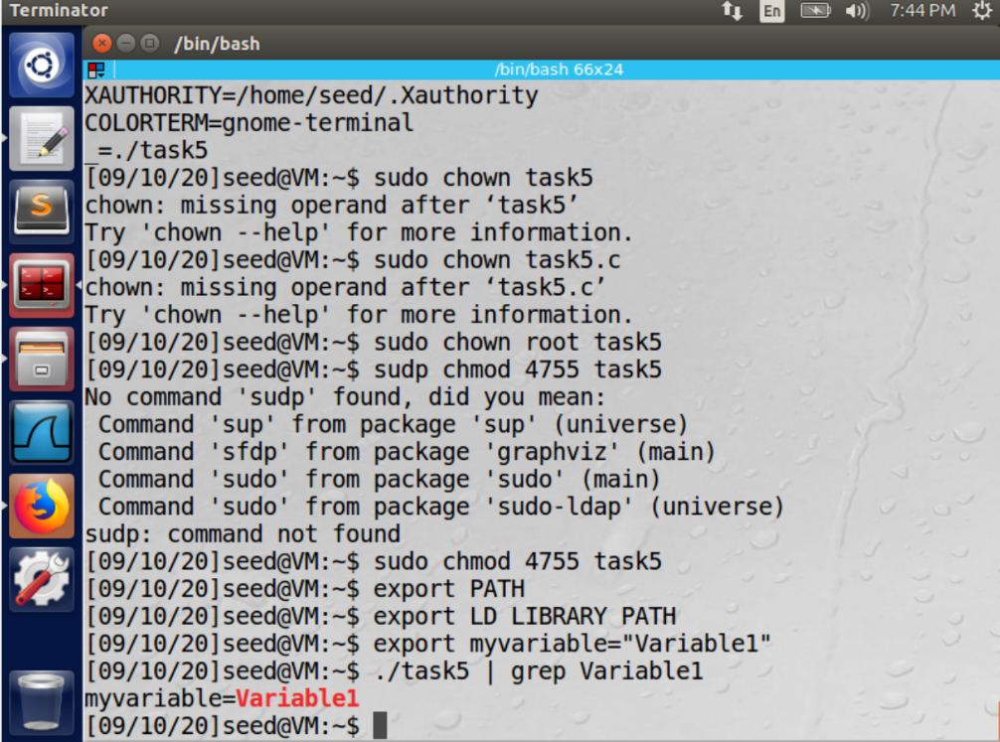 Terminator
En
7:44 PM
/bin/bash
/bin/bash 66x24
XAUTHORITY=/home/seed/.Xauthority
COLORTERM=gnome-terminal
_=./task5
[09/10/20]seed@VM:~$ sudo chown task5
chown: missing operand after ‘task5’
Try 'chown --help' for more information.
[09/10/20]seed@VM:~$ sudo chown task5.c
chown: missing operand after ‘task5.c’
Try 'chown --help' for more information.
[09/10/20]seed@VM:~$ sudo chown root task5
[09/10/20]seed@VM:~$ sudp chmod 4755 task5
No command 'sudp' found, did you mean:
 Command 'sup' from package 'sup' (universe)
 Command 'sfdp' from package 'graphviz' (main)
 Command 'sudo' from package 'sudo' (main)
 Command 'sudo' from package 'sudo-ldap' (universe)
sudp: command not found
[09/10/20]seed@VM:~$ sudo chmod 4755 task5
[09/10/20]seed@VM:~$ export PATH
[09/10/20]seed@VM:~$ export LD LIBRARY PATH
[09/10/20]seed@VM:~$ export myvariable="Variable1"
[09/10/20]seed@VM:~$ ./task5 | grep Variable1
myvariable=Variable1
[09/10/20]seed@VM:~$